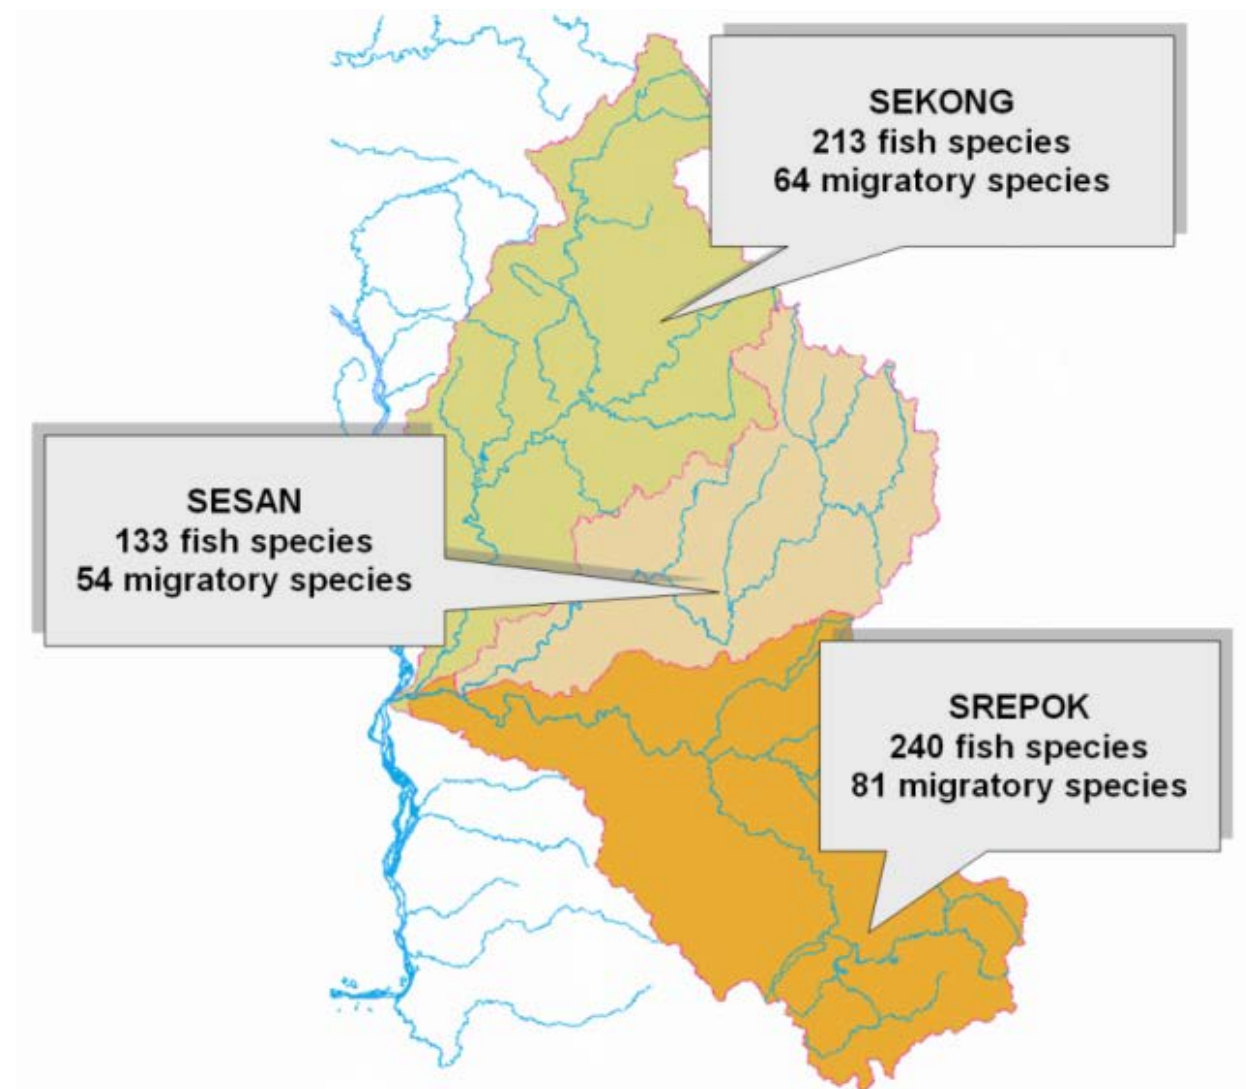 SEKONG
213 fish species
64 migratory species
SESAN
133 fish species
54 migratory species
SREPOK
240 fish species
81 migratory species